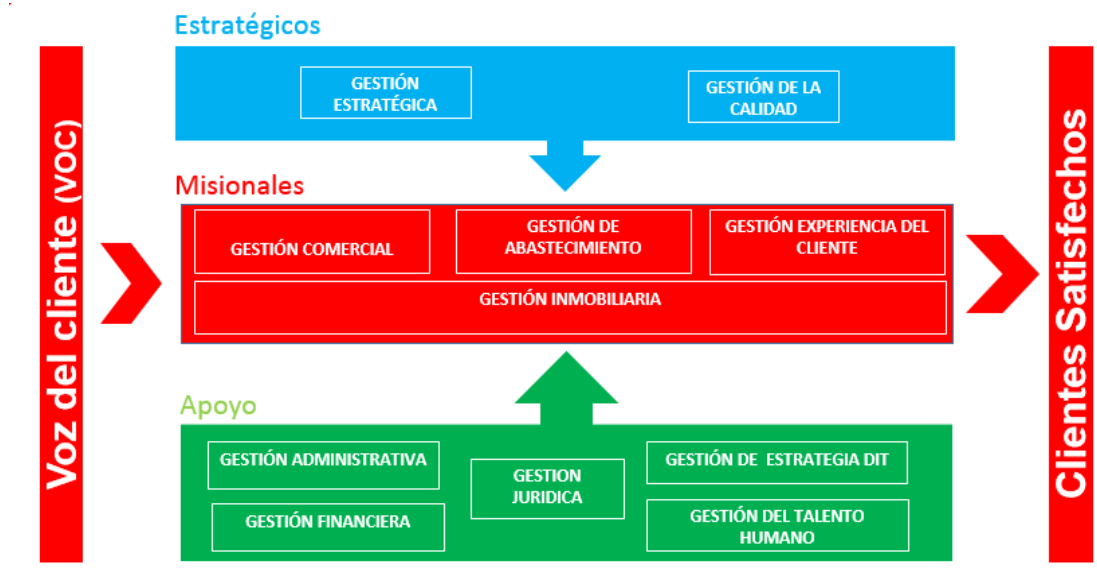 Estratégicos
GESTIÓN
ESTRATÉGICA
GESTIÓN DE LA
CALIDAD
Voz del cliente (VOC)
Misionales
GESTIÓN COMERCIAL
GESTIÓN DE
ABASTECIMIENTO
GESTIÓN EXPERIENCIA DEL
CLIENTE
GESTIÓN INMOBILIARIA
Clientes Satisfechos
Apoyo
GESTIÓN ADMINISTRATIVA
GESTIÓN FINANCIERA
GESTION
JURIDICA
GESTIÓN DE ESTRATEGIA DIT
GESTIÓN DEL TALENTO
HUMANO